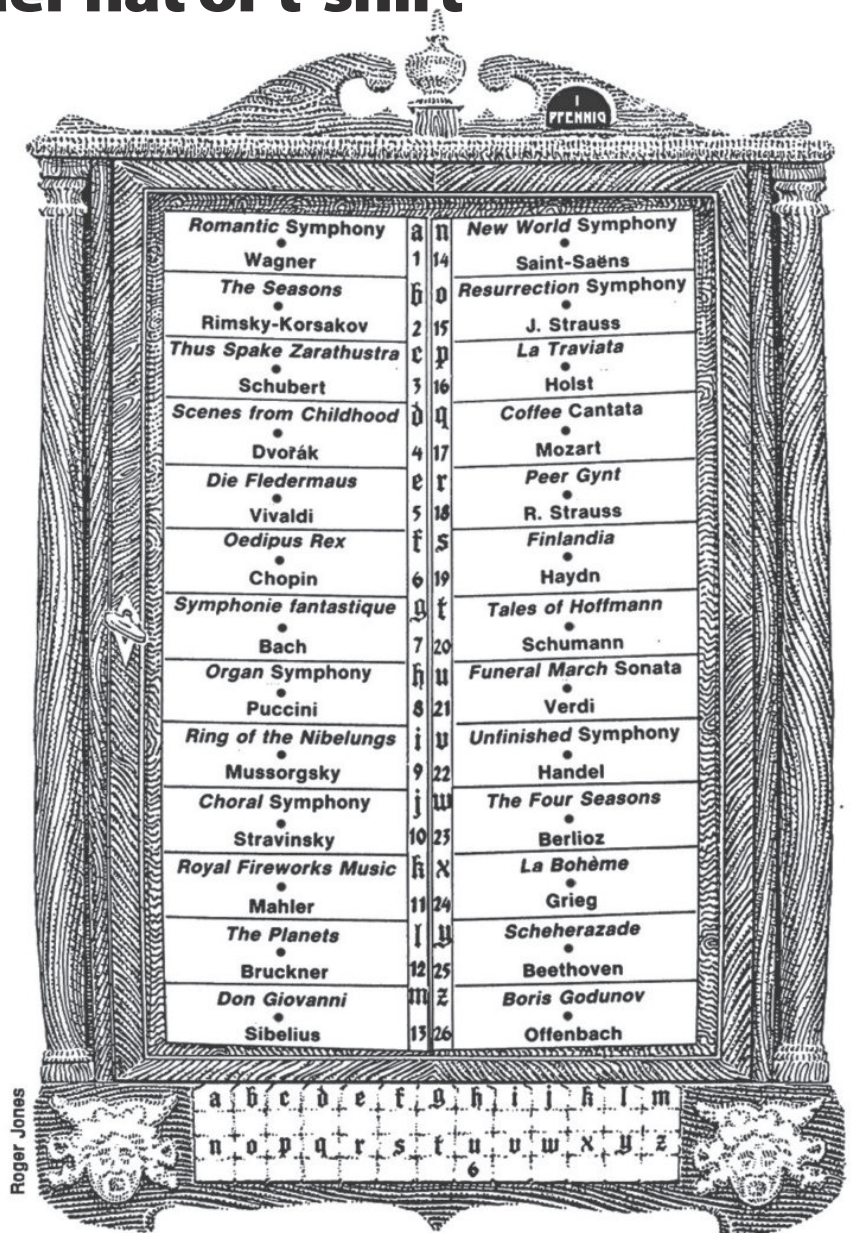 hat or t-shirt
I
PFENNIG
Romantic Symphony a n New World Symphony
• •
Wagner 1 14 Saint-Saëns
The Seasons b o Resurrection Symphony
• •
Rimsky-Korsakov 2 15 J. Strauss
Thus Spake Zarathustra c p La Traviata
• •
Schubert 3 16 Holst
Scenes from Childhood d q Coffee Cantata
• •
Dvořák 4 17 Mozart
Die Fledermaus e r Peer Gynt
• •
Vivaldi 5 18 R. Strauss
Oedipus Rex f s Finlandia
• •
Chopin 6 19 Haydn
Symphonie fantastique g t Tales of Hoffmann
• •
Bach 7 20 Schumann
Organ Symphony h u Funeral March Sonata
• •
Puccini 8 21 Verdi
Ring of the Nibelungs i v Unfinished Symphony
• •
Mussorgsky 9 22 Handel
Choral Symphony j w The Four Seasons
• •
Stravinsky 10 23 Berlioz
Royal Fireworks Music k x La Bohème
• •
Mahler 11 24 Grieg
The Planets l y Scheherazade
• •
Bruckner 12 25 Beethoven
Don Giovanni m z Boris Godunov
• •
Sibelius 13 26 Offenbach
a b c d e f g h i j k l m
n o p q r s t u v w x y z
6
Roger Jones